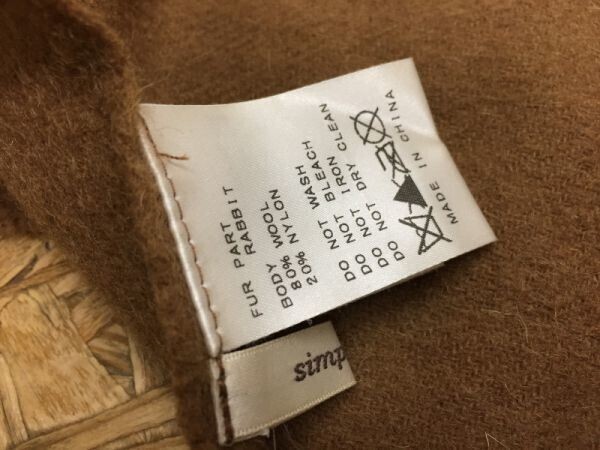 FUR PART
RABBIT
BODY WOOL
80% NYLON
20%
DO NOT WASH
DO NOT BLEACH
DO NOT IRON CLEAN
DO NOT DRY
MADE IN CHINA
simp